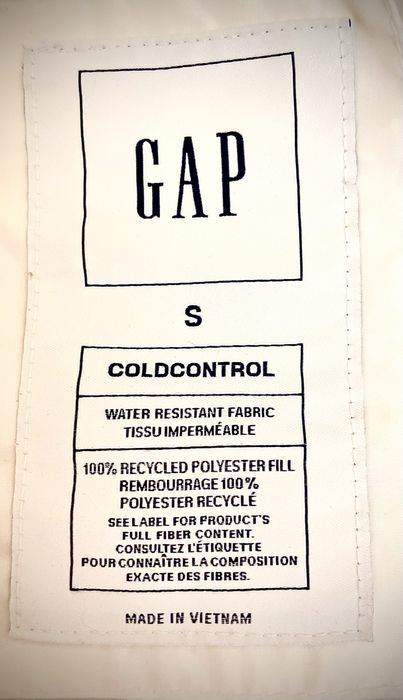 GAP
S
COLDCONTROL
WATER RESISTANT FABRIC
TISSU IMPERMÉABLE
100% RECYCLED POLYESTER FILL
REMBOURRAGE 100%
POLYESTER RECYCLÉ
SEE LABEL FOR PRODUCT'S
FULL FIBER CONTENT.
CONSULTEZ L'ÉTIQUETTE
POUR CONNAÎTRE LA COMPOSITION
EXACTE DES FIBRES.
MADE IN VIETNAM